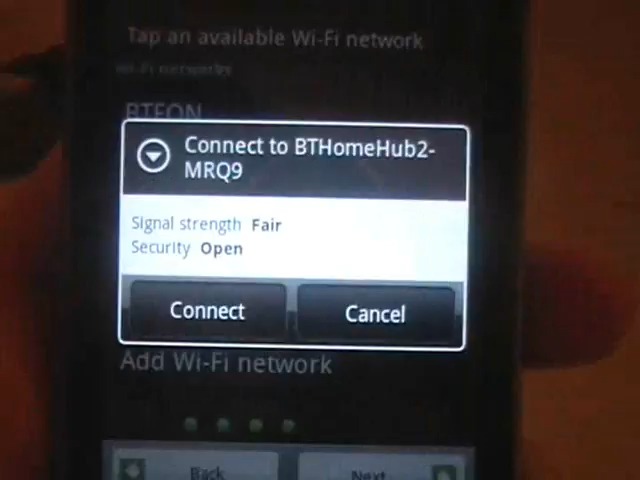 Tap an available Wi-Fi network
Wi-Fi networks
BTFON
Connect to BTHomeHub2-
MRQ9
Signal strength Fair
Security Open
Connect Cancel
Add Wi-Fi network
Back Next